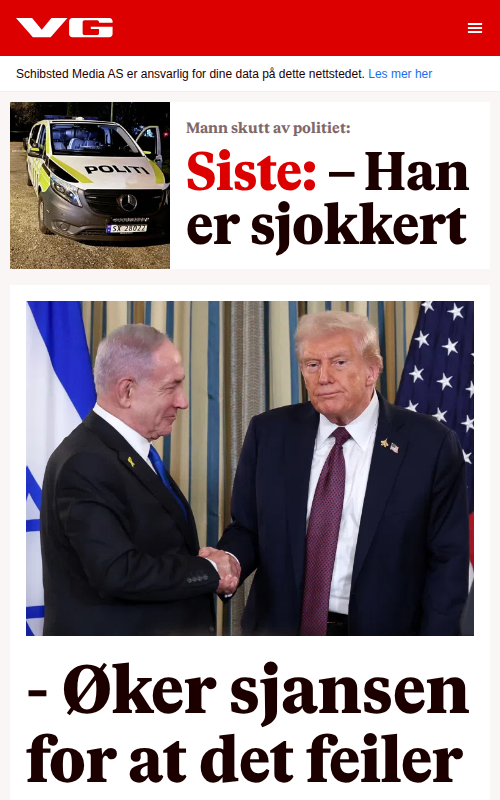 VG
Schibsted Media AS er ansvarlig for dine data på dette nettstedet. Les mer her
Mann skutt av politiet:
Siste: – Han
er sjokkert
POLITI
SX 28022
- Øker sjansen
for at det feiler